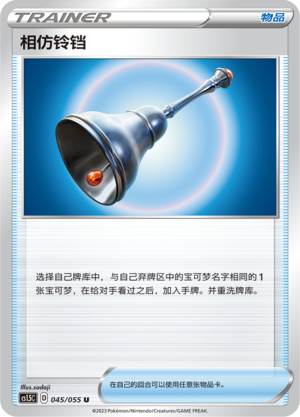 TRAINER
物品
相仿铃铛
选择自己牌库中，与自己弃牌区中的宝可梦名字相同的1
张宝可梦，在给对手看过之后，加入手牌。并重洗牌库。
Illus.sadaji
cs1.5C D 045/055 U
在自己的回合可以使用任意张物品卡。
©2023 Pokémon/Nintendo/Creatures/GAME FREAK.